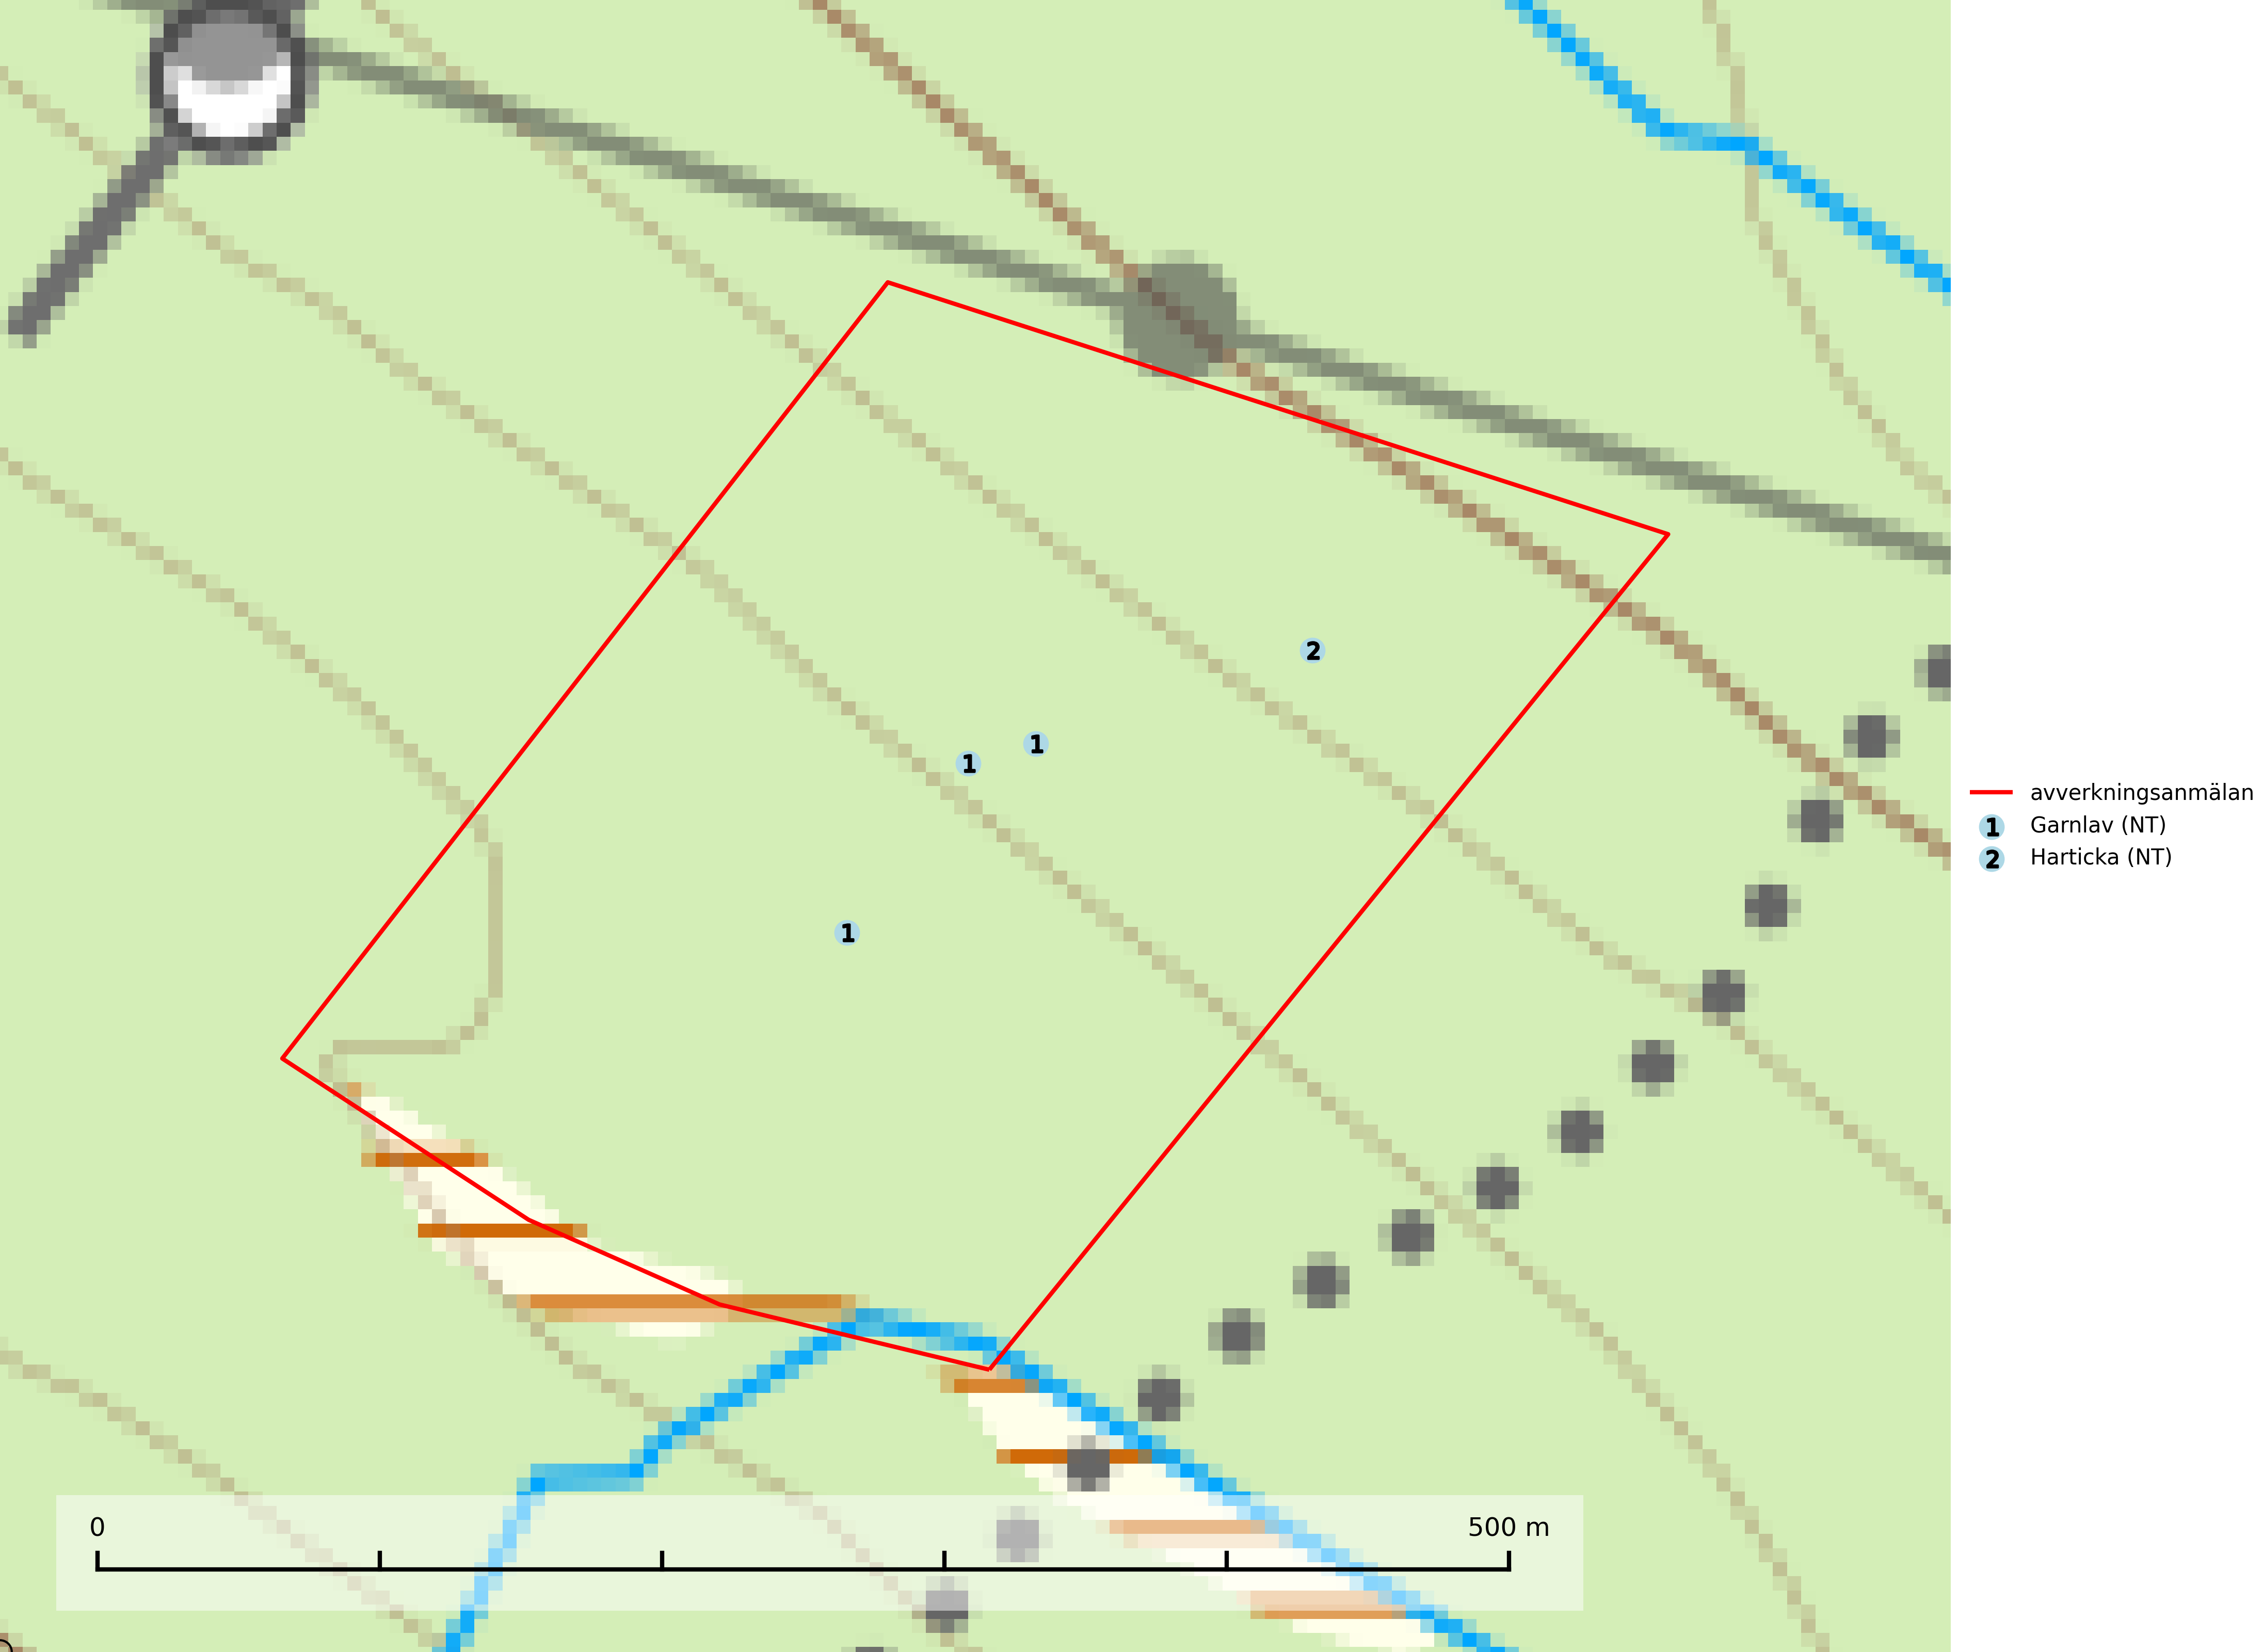 2
1
1
1
avverkningsanmälan
1 Garnlav (NT)
2 Harticka (NT)
0 500 m